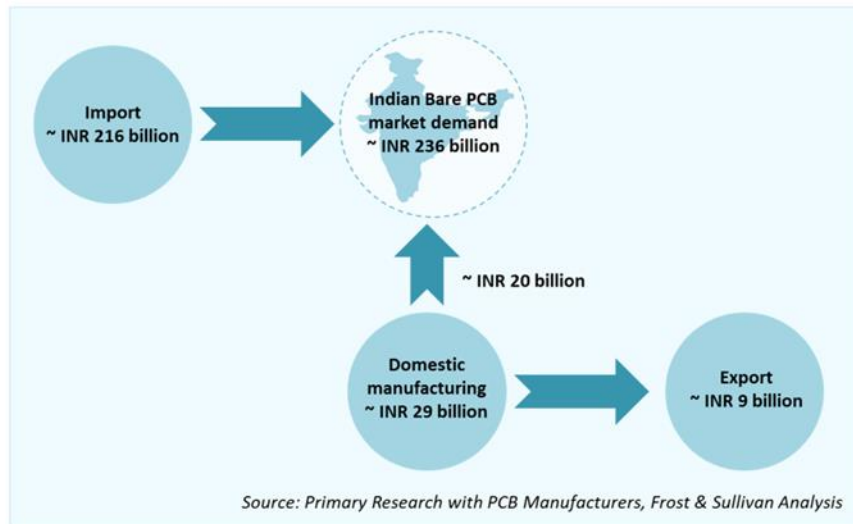 Import
~ INR 216 billion
Indian Bare PCB
market demand
~ INR 236 billion
~ INR 20 billion
Domestic
manufacturing
~ INR 29 billion
Export
~ INR 9 billion
Source: Primary Research with PCB Manufacturers, Frost & Sullivan Analysis